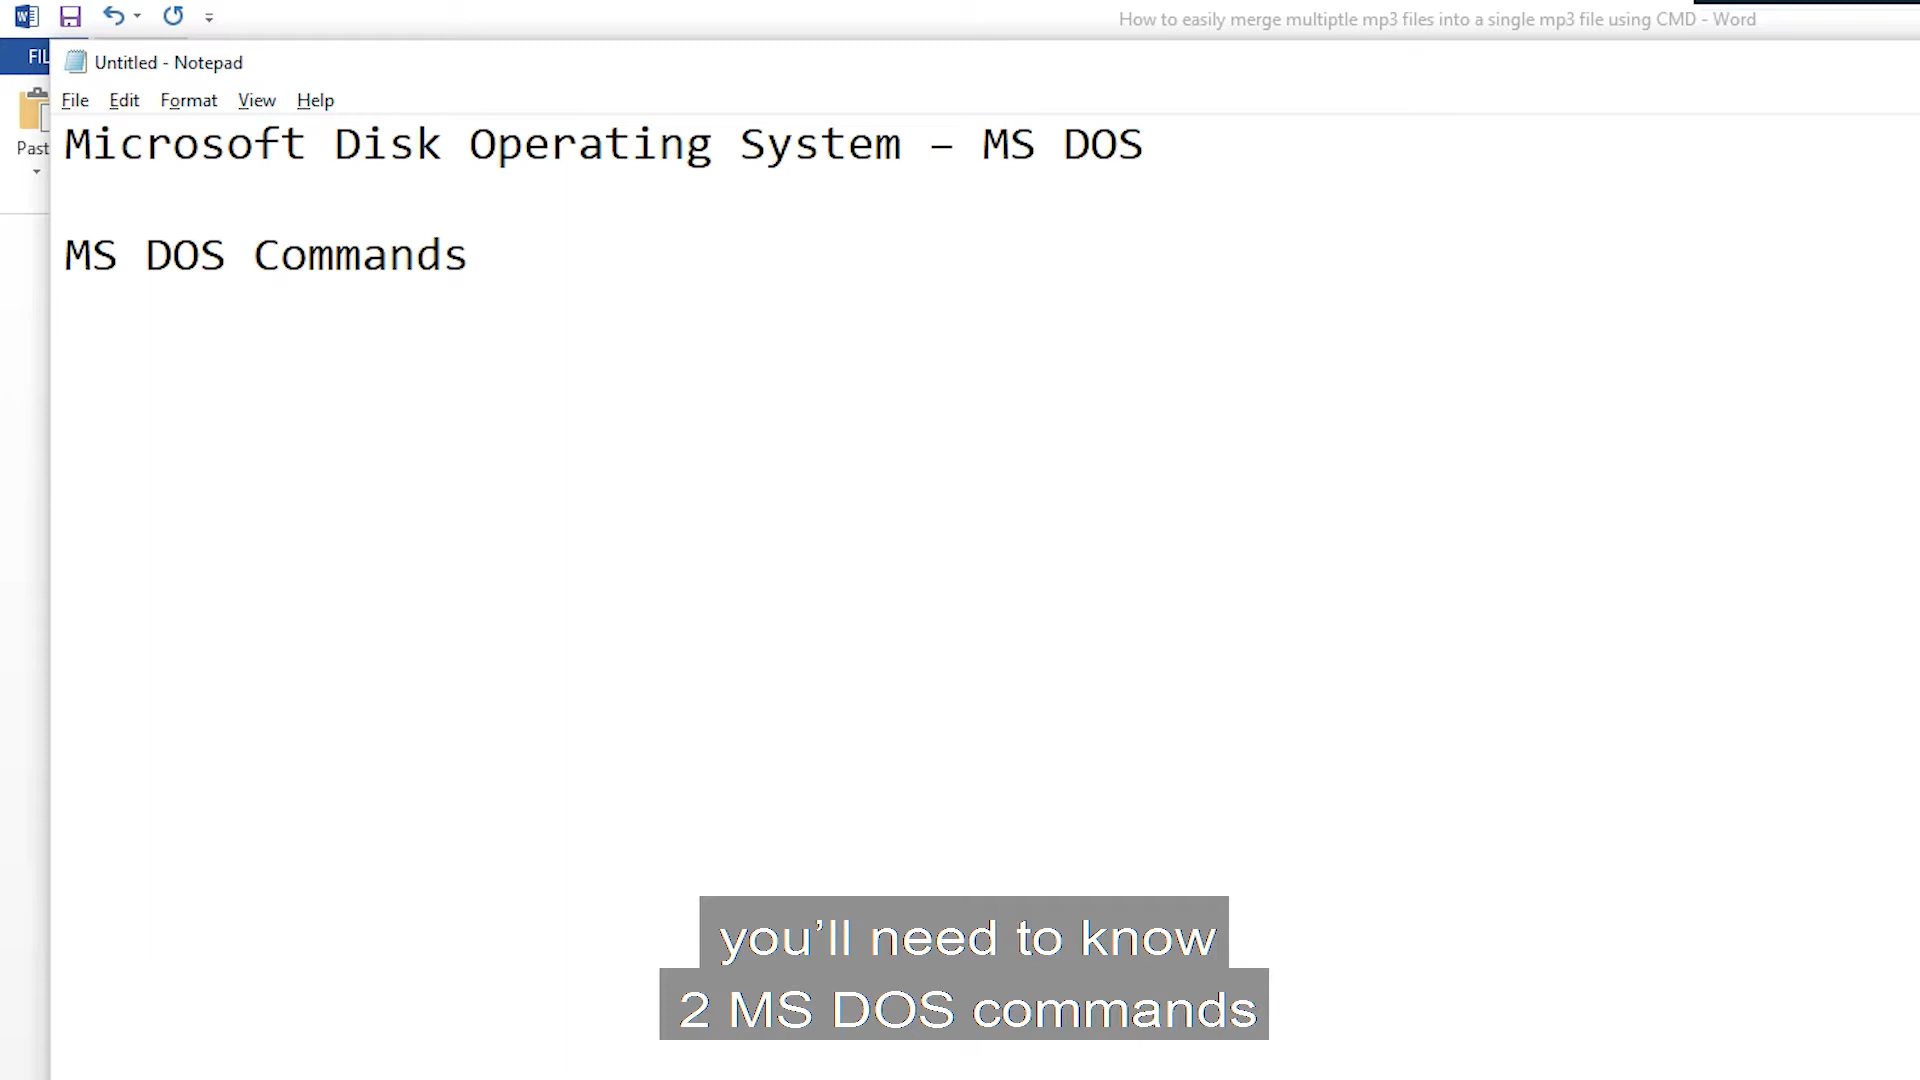 How to easily merge multiptle mp3 files into a single mp3 file using CMD - Word
FIL
Untitled - Notepad
File Edit Format View Help
Past
Microsoft Disk Operating System – MS DOS
MS DOS Commands
you’ll need to know
2 MS DOS commands